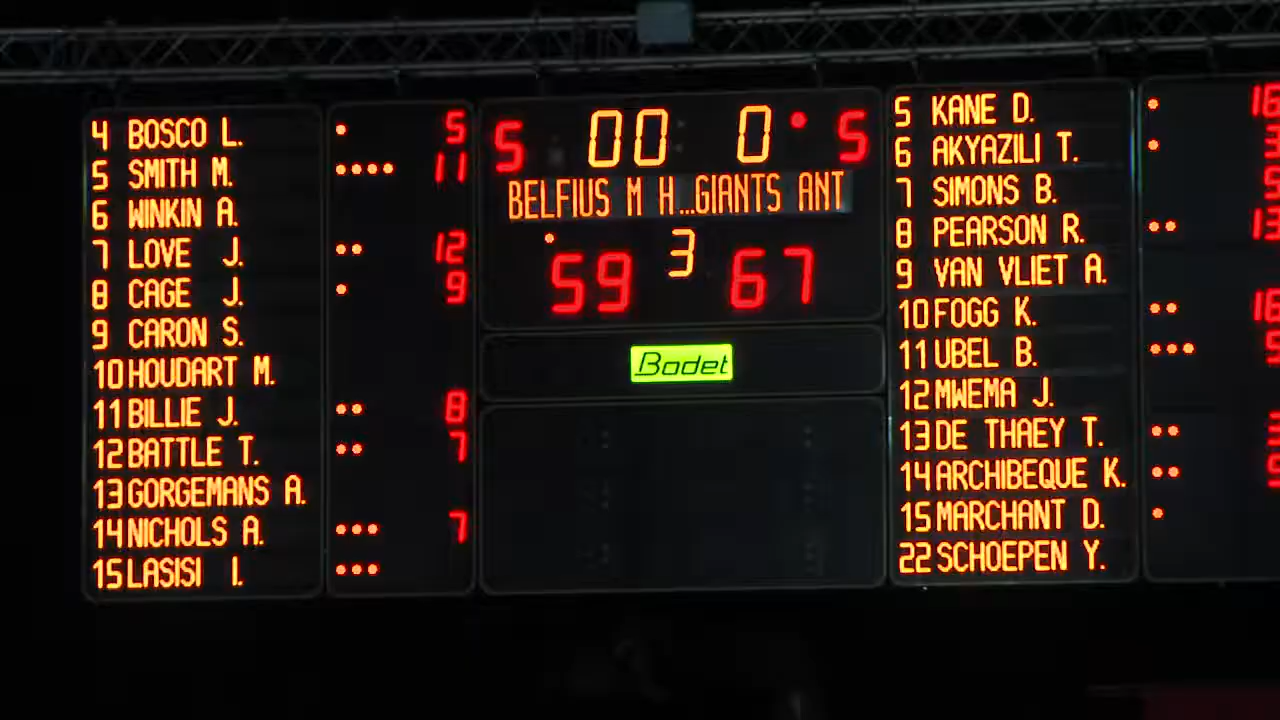 4 BOSCO L. 5
5 SMITH M. 11
6 WINKIN A.
7 LOVE J. 12
8 CAGE J. 9
9 CARON S.
10 HOUDART M.
11 BILLIE J. 8
12 BATTLE T. 7
13 GORGEMANS A.
14 NICHOLS A. 7
15 LASISI I.
5 00 0 5
BELFIUS M H...GIANTS ANT
3
59 67
Bodet
5 KANE D.
6 AKYAZILI T.
7 SIMONS B.
8 PEARSON R. 13
9 VAN VLIET A.
10 FOGG K.
11 UBEL B.
12 MWEMA J.
13 DE THAEY T.
14 ARCHIBEQUE K.
15 MARCHANT D.
22 SCHOEPEN Y.